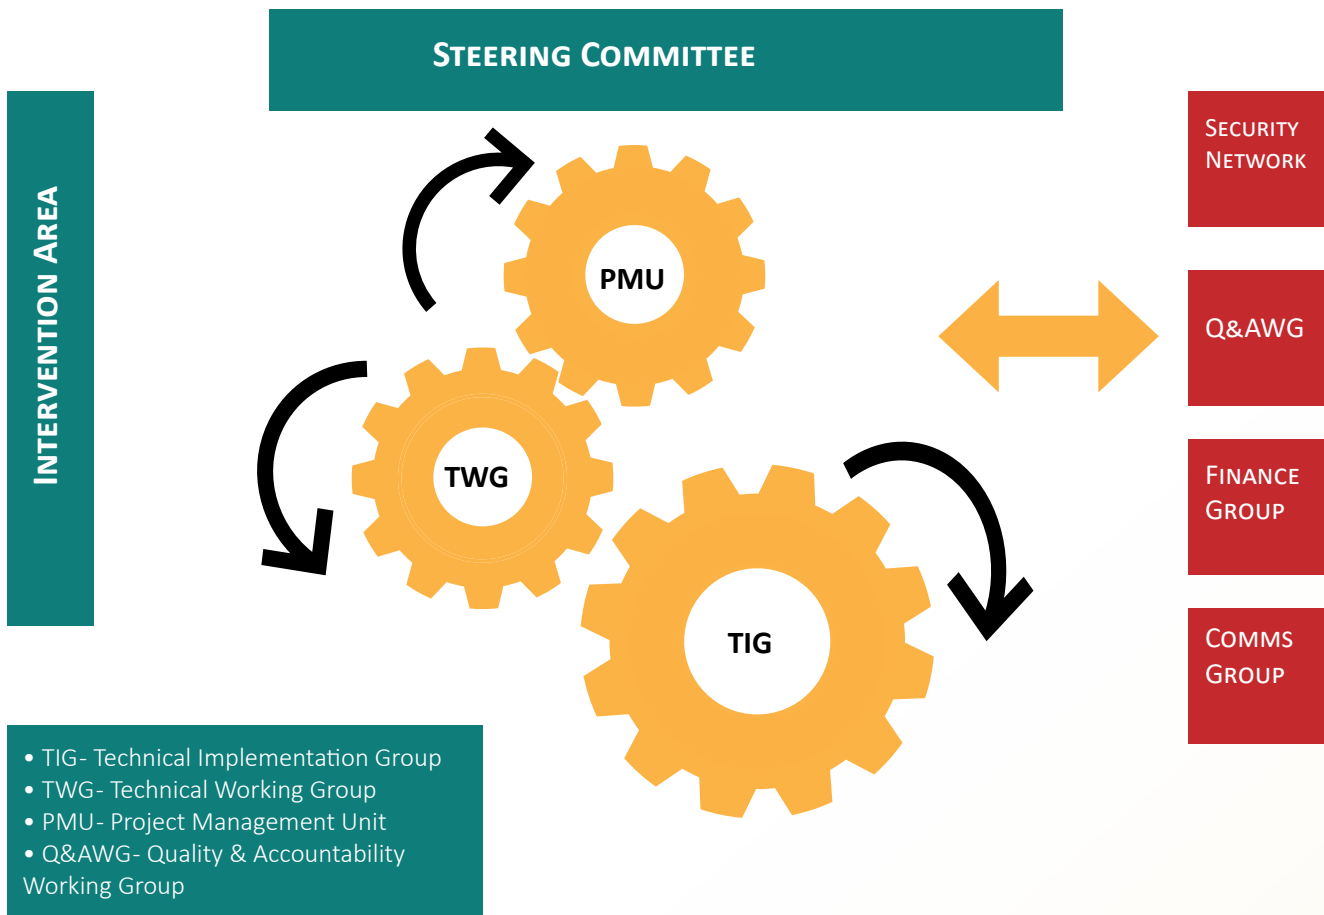 STEERING COMMITTEE
INTERVENTION AREA
PMU
TWG
TIG
SECURITY
NETWORK
Q&AWG
FINANCE
GROUP
COMMS
GROUP
• TIG- Technical Implementation Group
• TWG- Technical Working Group
• PMU- Project Management Unit
• Q&AWG- Quality & Accountability
Working Group